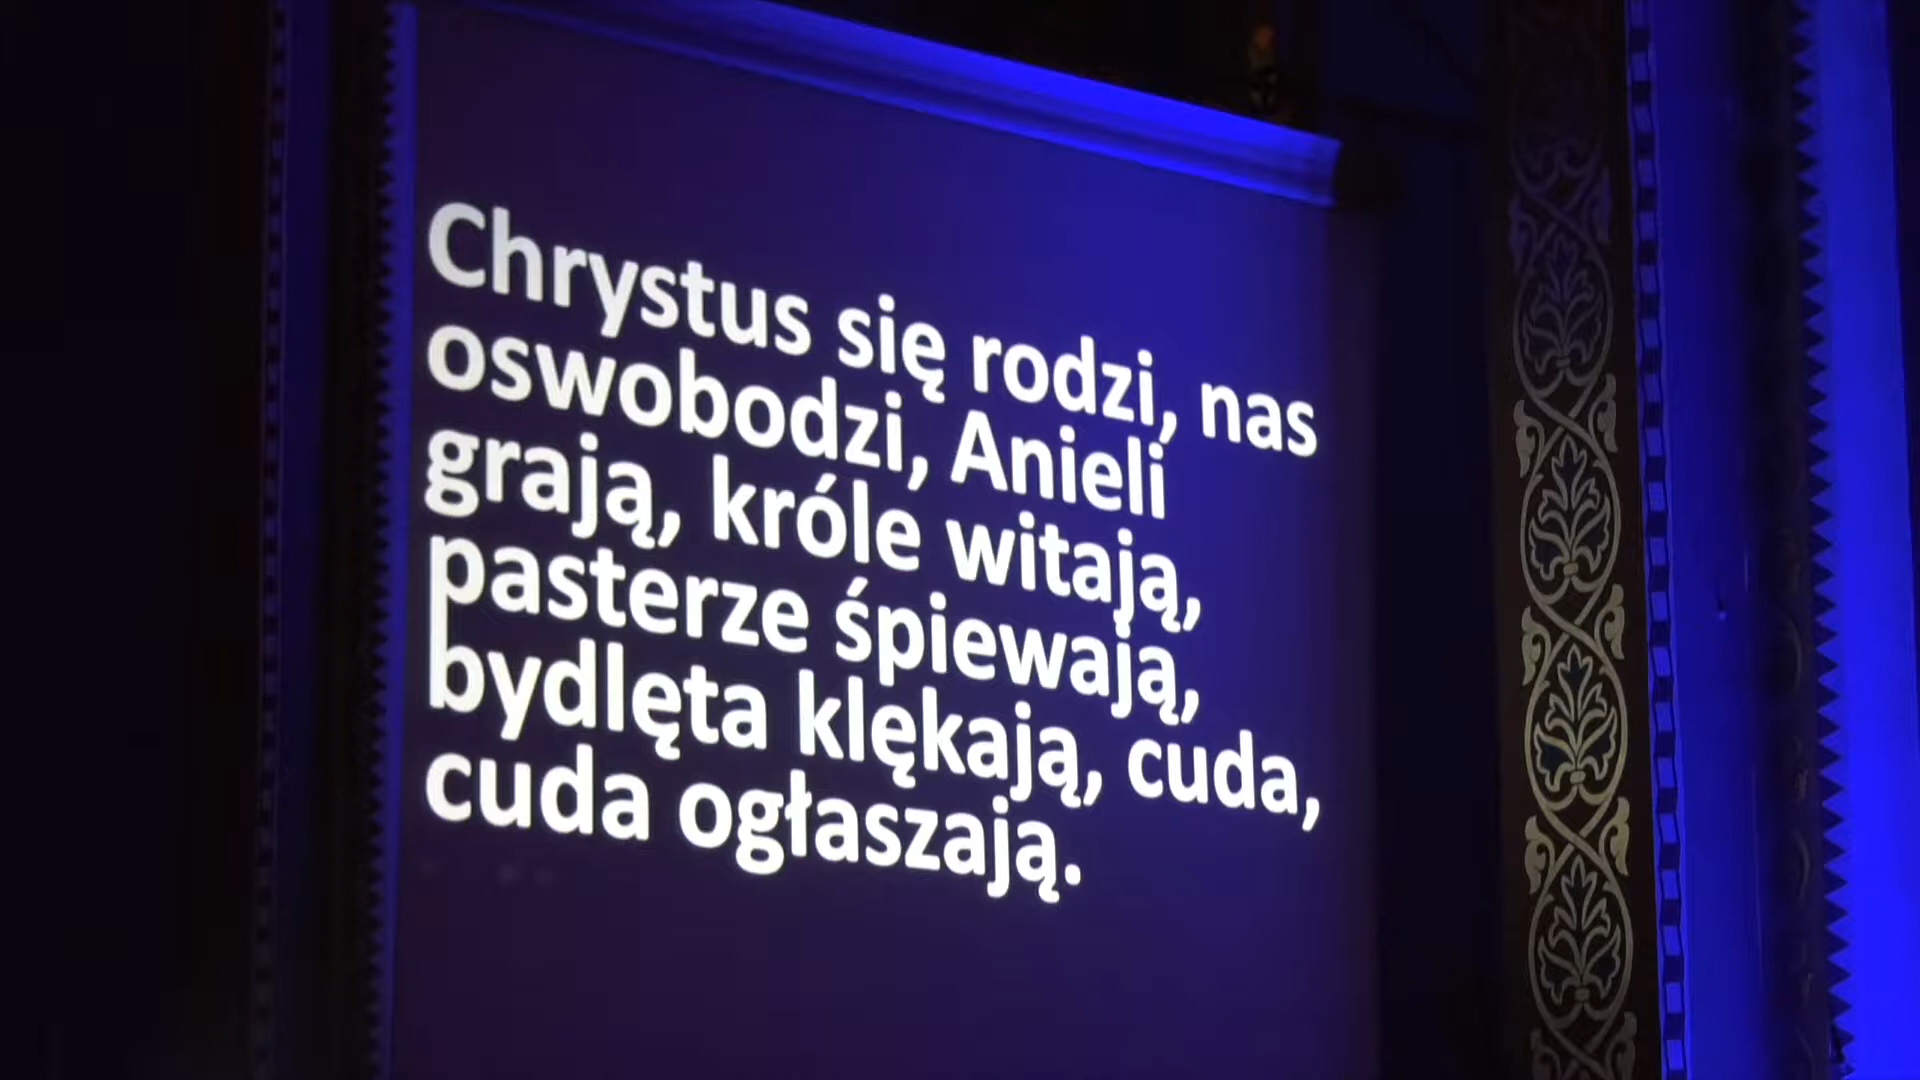 Chrystus się rodzi, nas
oswobodzi, Anieli
grają, króle witają,
pasterze śpiewają,
bydlęta klękają, cuda,
cuda ogłaszają.